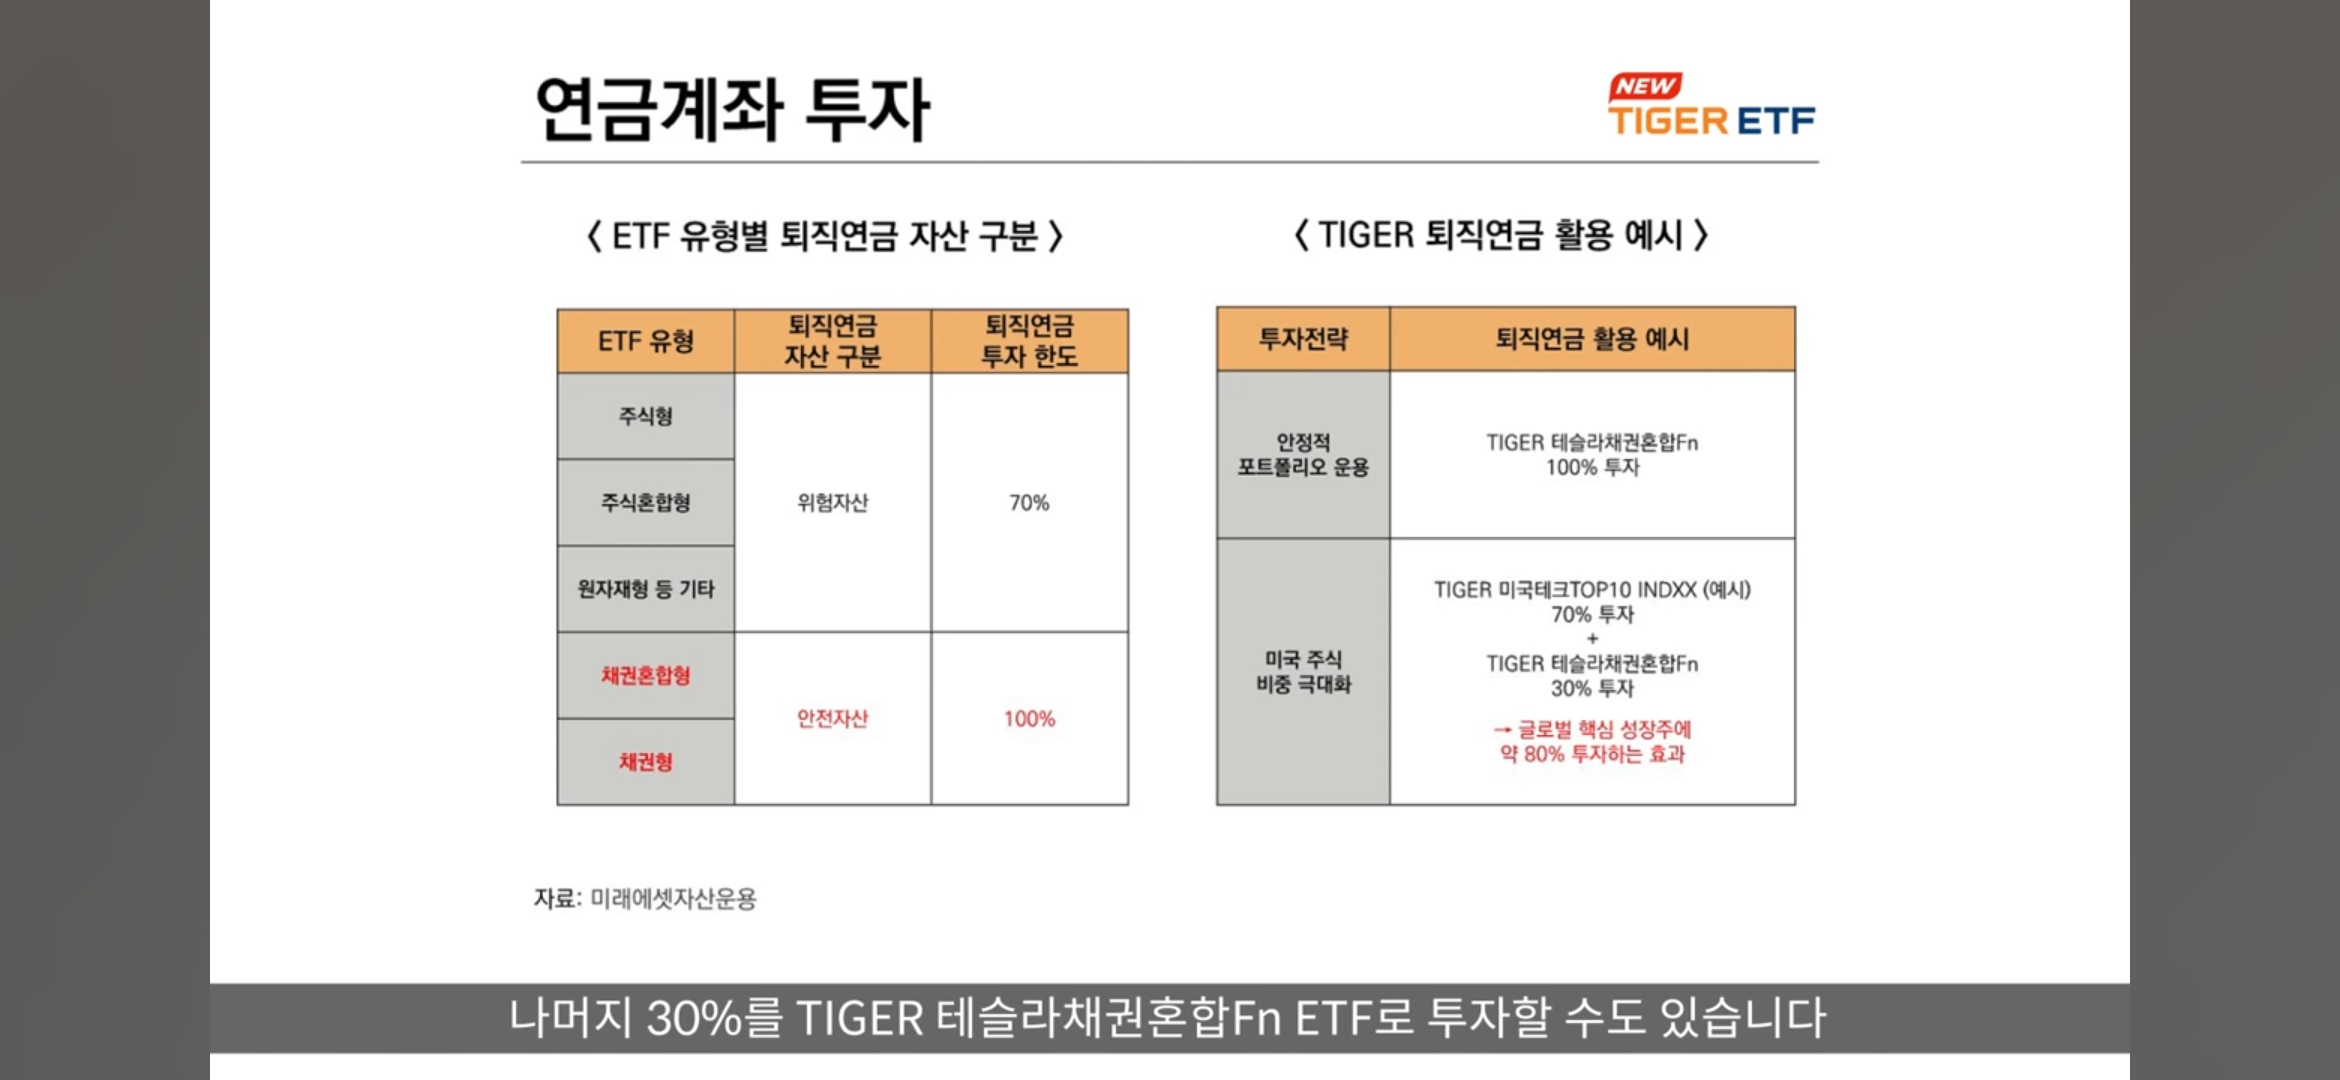 연금계좌 투자
NEW
TIGER ETF
〈 ETF 유형별 퇴직연금 자산 구분 〉
ETF 유형
퇴직연금
자산 구분
퇴직연금
투자 한도
주식형
주식혼합형
원자재형 등 기타
위험자산
70%
채권혼합형
채권형
안전자산
100%
〈 TIGER 퇴직연금 활용 예시 〉
투자전략
퇴직연금 활용 예시
안정적
포트폴리오 운용
TIGER 테슬라채권혼합Fn
100% 투자
미국 주식
비중 극대화
TIGER 미국테크TOP10 INDXX (예시)
70% 투자
+
TIGER 테슬라채권혼합Fn
30% 투자
→ 글로벌 핵심 성장주에
약 80% 투자하는 효과
자료: 미래에셋자산운용
나머지 30%를 TIGER 테슬라채권혼합Fn ETF로 투자할 수도 있습니다